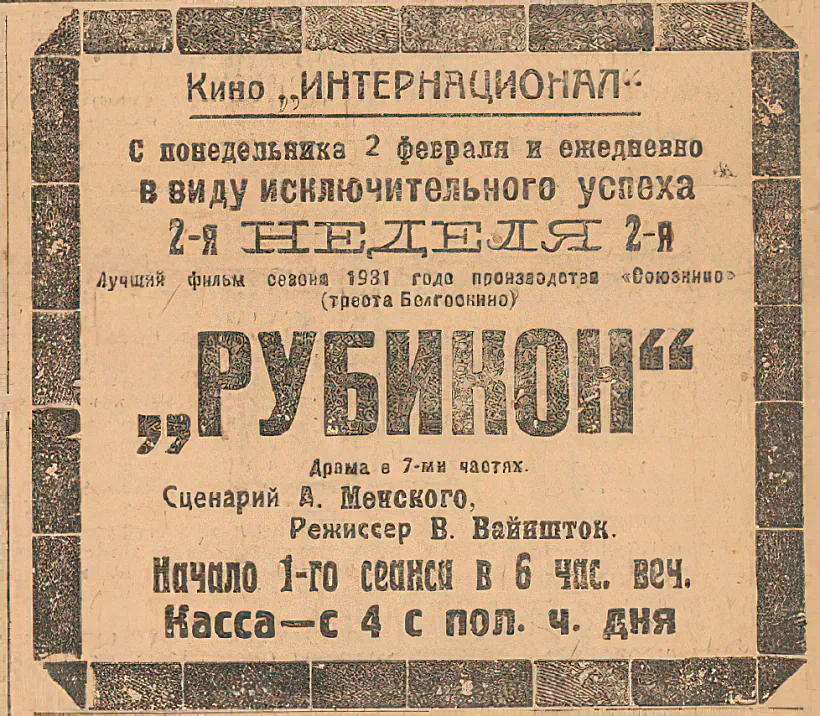 Кино „ИНТЕРНАЦИОНАЛ“
С понедельника 2 февраля и ежедневно
в виду исключительного успеха
2-я НЕДЕЛЯ 2-я
Лучший фильм сезона 1931 года производства «Союзкино»
(треста Белгоскино)
„РУБИКОН“
Драма в 7-ми частях.
Сценарий А. Менского,
Режиссер В. Вайншток.
Начало 1-го сеанса в 6 час. веч.
Касса—с 4 с пол. ч. дня